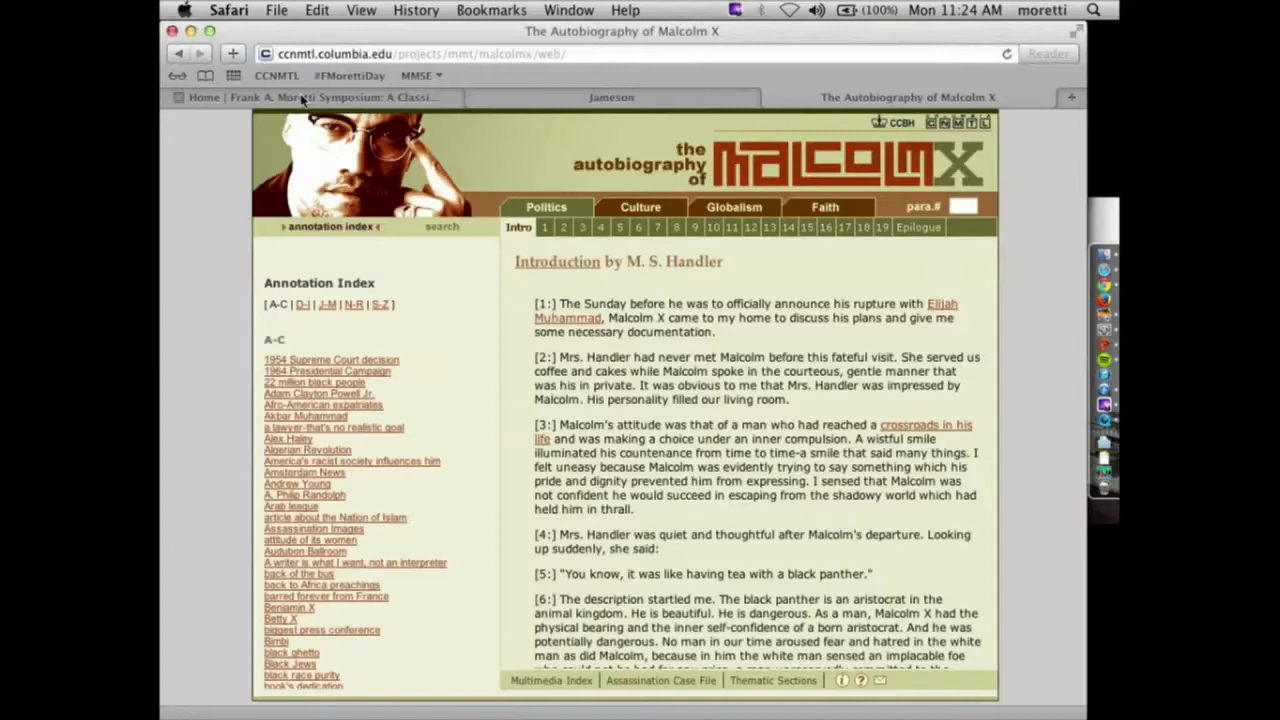 Safari File Edit View History Bookmarks Window Help (100%) Mon 11:24 AM moretti
The Autobiography of Malcolm X
ccnmtl.columbia.edu/projects/mmt/malcolmx/web/ Reader
CCNMTL #FMorettiDay MMSE
Home | Frank A. Moretti Symposium: A Classi... Jameson The Autobiography of Malcolm X
CCBH CNMTL
the autobiography of MALCOLM X
Politics Culture Globalism Faith para.#
annotation index search
Intro 1 2 3 4 5 6 7 8 9 10 11 12 13 14 15 16 17 18 19 Epilogue
Annotation Index
[ A-C | D-I | J-M | N-R | S-Z ]
A-C
1954 Supreme Court decision
1964 Presidential Campaign
22 million black people
Adam Clayton Powell Jr.
Afro-American expatriates
Akbar Muhammad
a lawyer-that's no realistic goal
Alex Haley
Algerian Revolution
America's racist society influences him
Amsterdam News
Andrew Young
A. Philip Randolph
Arab league
article about the Nation of Islam
Assassination Images
attitude of its women
Audubon Ballroom
A writer is what I want, not an interpreter
back of the bus
back to Africa preachings
barred forever from France
Benjamin X
Betty X
biggest press conference
Bimbi
black ghetto
Black Jews
black race purity
book's dedication
Introduction by M. S. Handler
[1:] The Sunday before he was to officially announce his rupture with Elijah
Muhammad, Malcolm X came to my home to discuss his plans and give me
some necessary documentation.
[2:] Mrs. Handler had never met Malcolm before this fateful visit. She served us
coffee and cakes while Malcolm spoke in the courteous, gentle manner that
was his in private. It was obvious to me that Mrs. Handler was impressed by
Malcolm. His personality filled our living room.
[3:] Malcolm's attitude was that of a man who had reached a crossroads in his
life and was making a choice under an inner compulsion. A wistful smile
illuminated his countenance from time to time-a smile that said many things. I
felt uneasy because Malcolm was evidently trying to say something which his
pride and dignity prevented him from expressing. I sensed that Malcolm was
not confident he would succeed in escaping from the shadowy world which had
held him in thrall.
[4:] Mrs. Handler was quiet and thoughtful after Malcolm's departure. Looking
up suddenly, she said:
[5:] "You know, it was like having tea with a black panther."
[6:] The description startled me. The black panther is an aristocrat in the
animal kingdom. He is beautiful. He is dangerous. As a man, Malcolm X had the
physical bearing and the inner self-confidence of a born aristocrat. And he was
potentially dangerous. No man in our time aroused fear and hatred in the white
man as did Malcolm, because in him the white man sensed an implacable foe
Multimedia Index | Assassination Case File | Thematic Sections